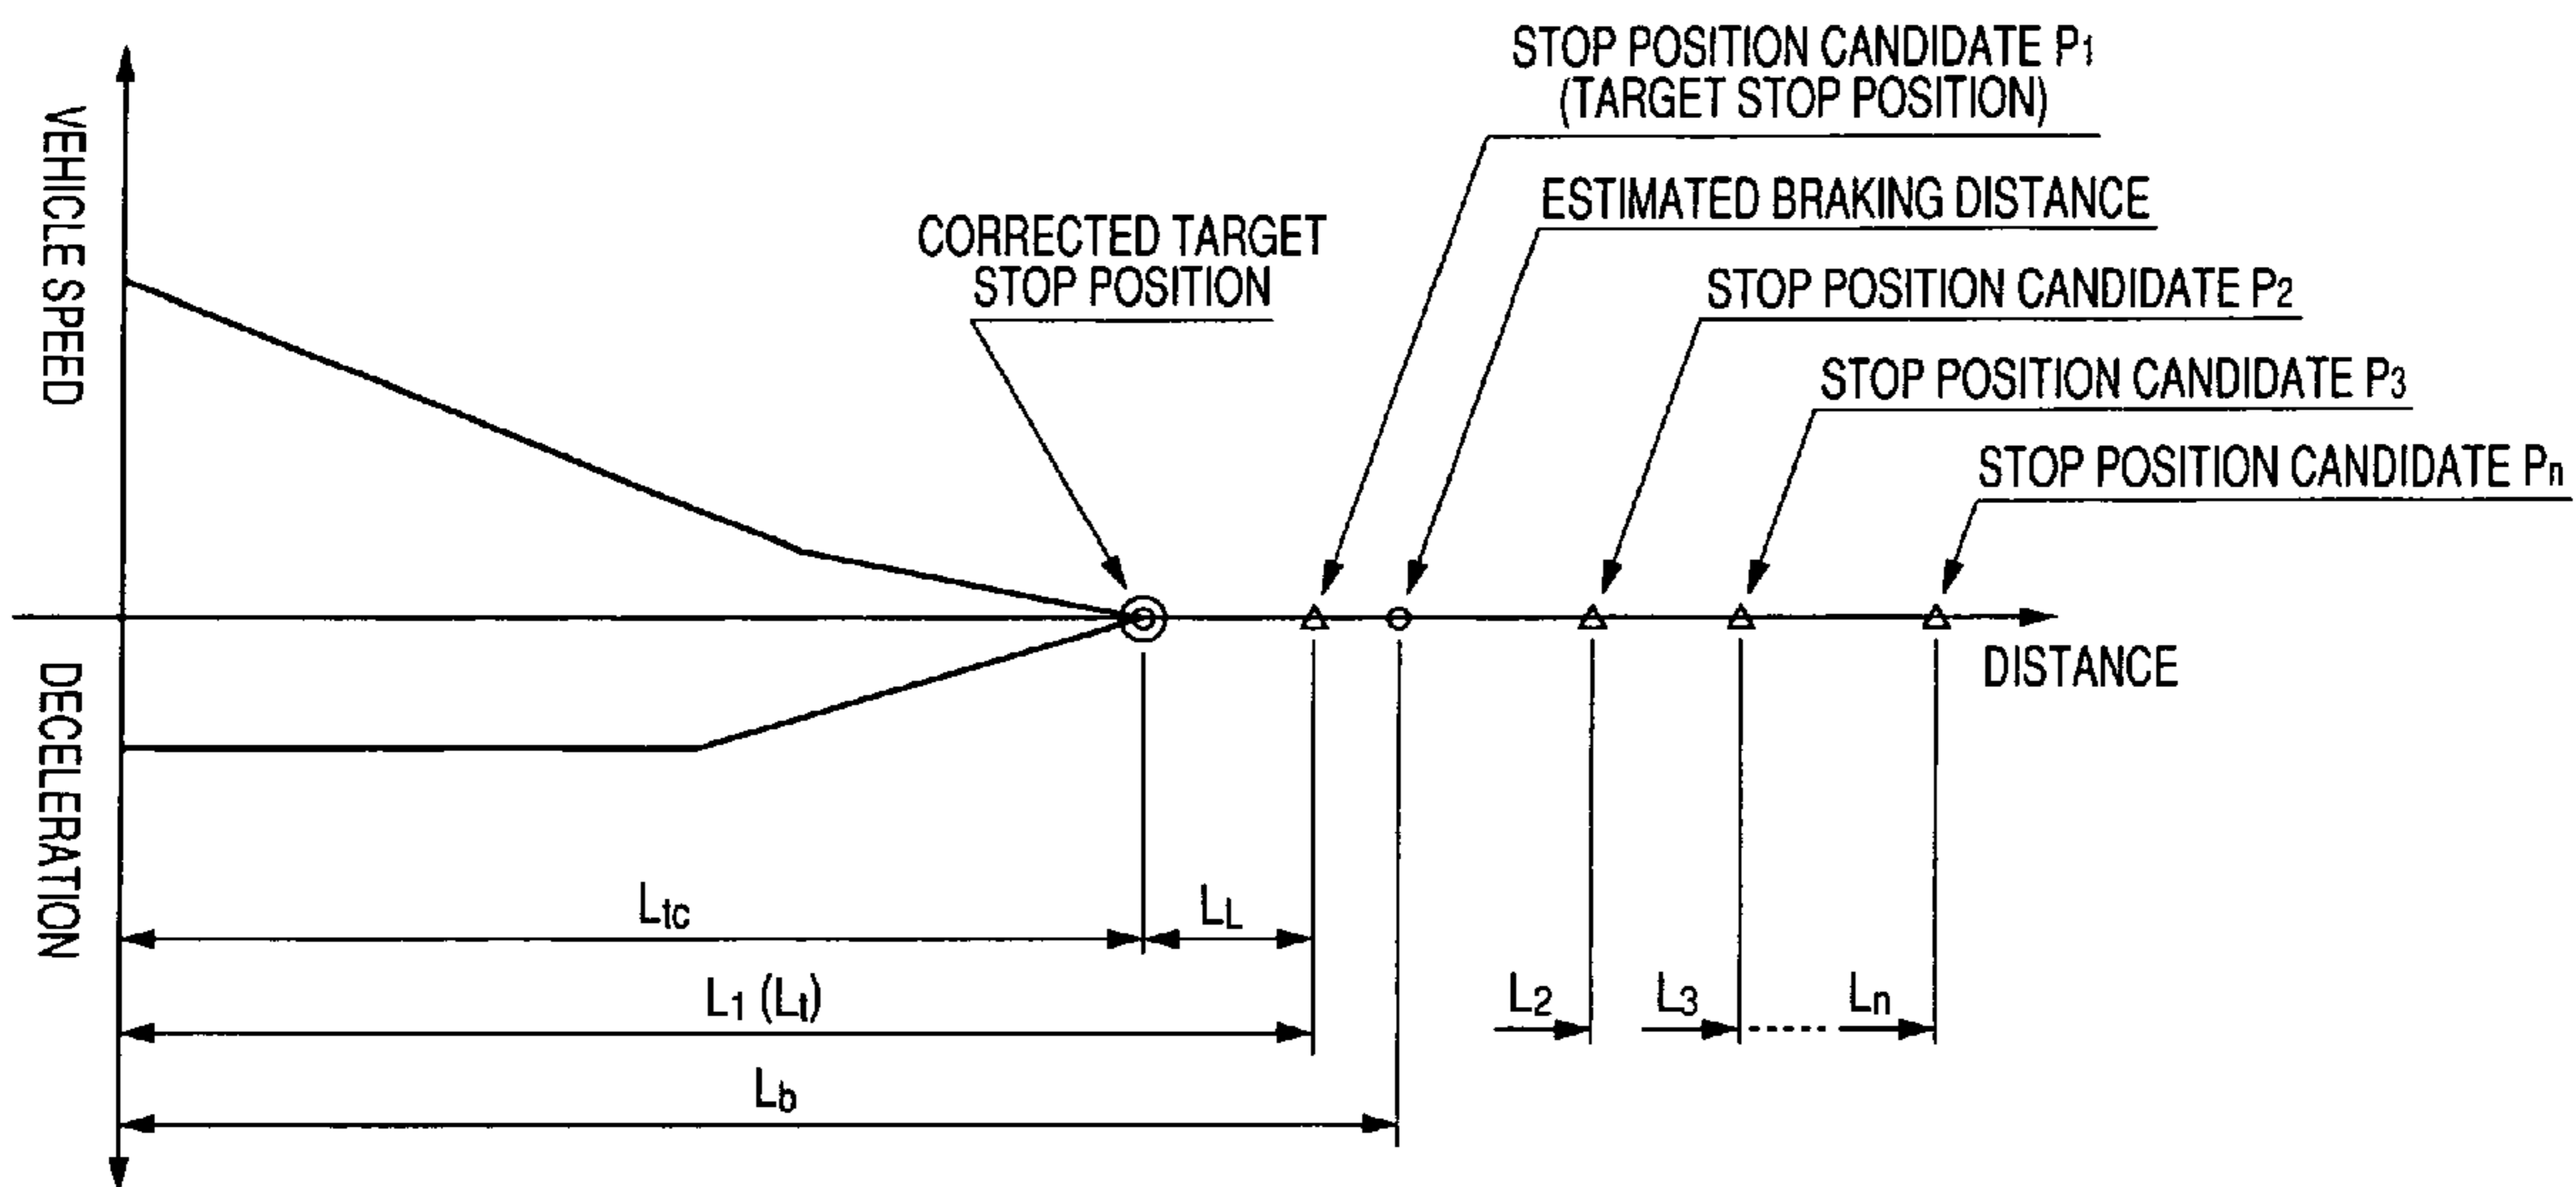 STOP POSITION CANDIDATE P1
(TARGET STOP POSITION)
ESTIMATED BRAKING DISTANCE
CORRECTED TARGET
STOP POSITION
STOP POSITION CANDIDATE P2
STOP POSITION CANDIDATE P3
STOP POSITION CANDIDATE Pn
VEHICLE SPEED
DISTANCE
DECELERATION
Ltc
LL
L1 (Lt)
L2
L3
Ln
Lb